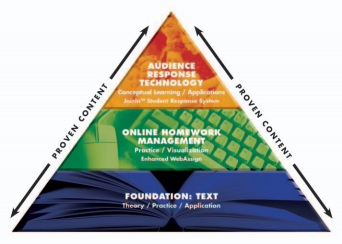 AUDIENCE
RESPONSE
TECHNOLOGY
Conceptual Learning / Applications
JoinIn™ Student Response System
PROVEN CONTENT
PROVEN CONTENT
ONLINE HOMEWORK
MANAGEMENT
Practice / Visualization
Enhanced WebAssign
FOUNDATION: TEXT
Theory / Practice / Application